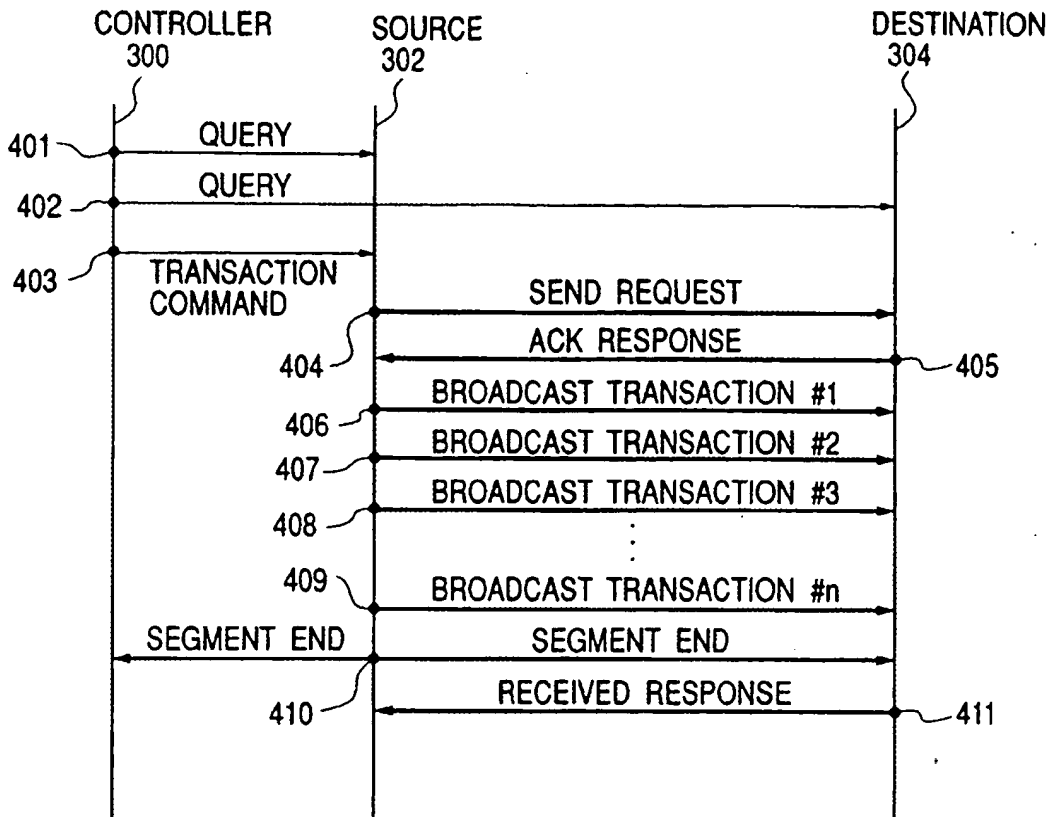 CONTROLLER
300
SOURCE
302
DESTINATION
304
401
QUERY
402
QUERY
403
TRANSACTION
COMMAND
404
SEND REQUEST
ACK RESPONSE
405
406
BROADCAST TRANSACTION #1
407
BROADCAST TRANSACTION #2
408
BROADCAST TRANSACTION #3
409
BROADCAST TRANSACTION #n
SEGMENT END
SEGMENT END
410
RECEIVED RESPONSE
411